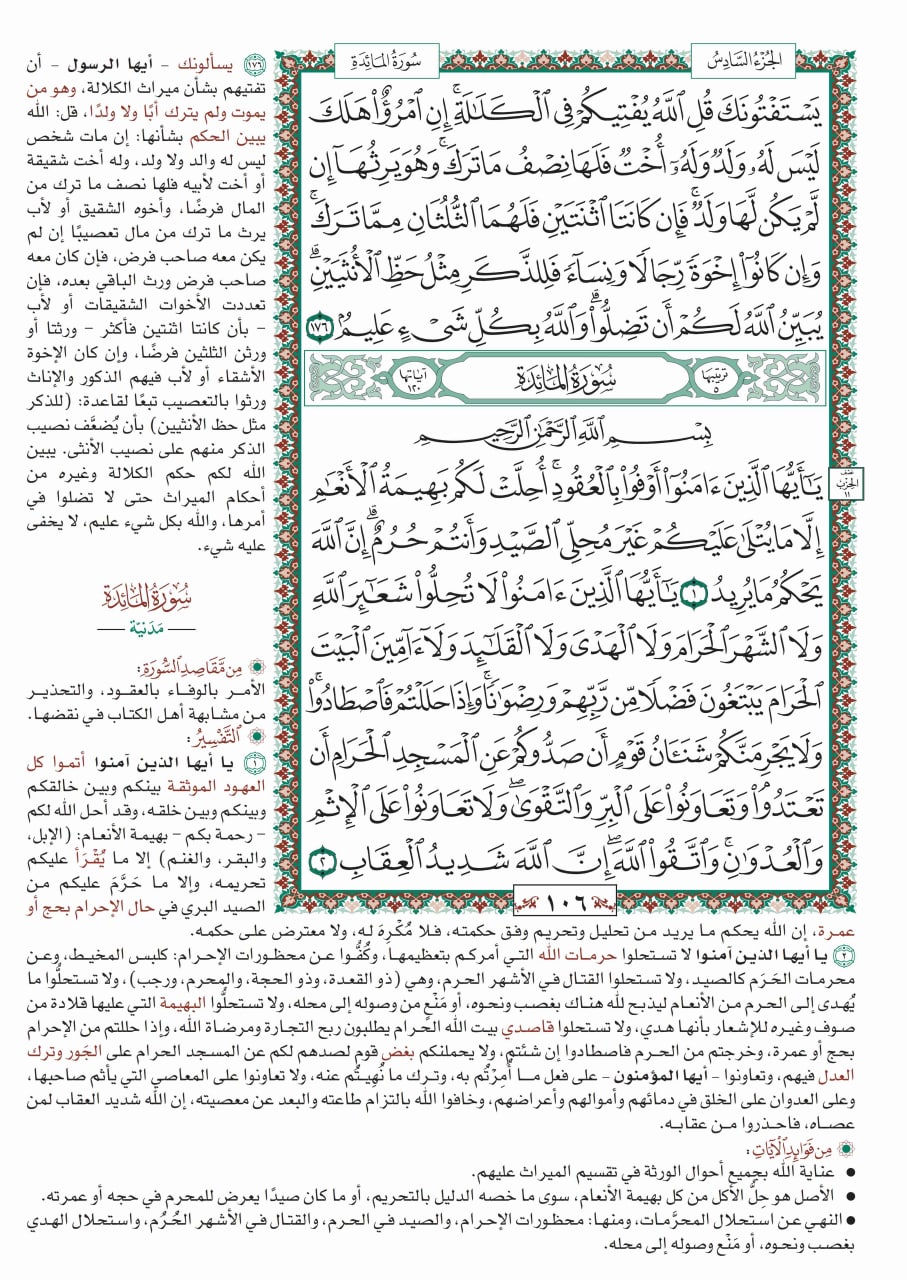 الجُزْءُ السَّادِسُ
سُورَةُ المَائِدَةِ
يَسْتَفْتُونَكَ قُلِ ٱللَّهُ يُفْتِيكُمْ فِي ٱلْكَلَٰلَةِۚ إِنِ ٱمْرُؤٌاْ هَلَكَ
لَيْسَ لَهُۥ وَلَدٌ وَلَهُۥٓ أُخْتٌ فَلَهَا نِصْفُ مَا تَرَكَۚ وَهُوَ يَرِثُهَآ إِن
لَّمْ يَكُن لَّهَا وَلَدٌۚ فَإِن كَانَتَا ٱثْنَتَيْنِ فَلَهُمَا ٱلثُّلُثَانِ مِمَّا تَرَكَۚ
وَإِن كَانُوٓاْ إِخْوَةً رِّجَالًا وَنِسَآءً فَلِلذَّكَرِ مِثْلُ حَظِّ ٱلْأُنثَيَيْنِۗ
يُبَيِّنُ ٱللَّهُ لَكُمْ أَن تَضِلُّواْۗ وَٱللَّهُ بِكُلِّ شَيْءٍ عَلِيمٌۢ ١٧٦
ترتيبها ٥
سُورَةُ المَائِدَةِ
آياتها ١٢٠
بِسْمِ ٱللَّهِ ٱلرَّحْمَٰنِ ٱلرَّحِيمِ
يَٰٓأَيُّهَا ٱلَّذِينَ ءَامَنُوٓاْ أَوْفُواْ بِٱلْعُقُودِۚ أُحِلَّتْ لَكُم بَهِيمَةُ ٱلْأَنْعَٰمِ
إِلَّا مَا يُتْلَىٰ عَلَيْكُمْ غَيْرَ مُحِلِّي ٱلصَّيْدِ وَأَنتُمْ حُرُمٌۗ إِنَّ ٱللَّهَ
يَحْكُمُ مَا يُرِيدُ ١ يَٰٓأَيُّهَا ٱلَّذِينَ ءَامَنُواْ لَا تُحِلُّواْ شَعَٰٓئِرَ ٱللَّهِ
وَلَا ٱلشَّهْرَ ٱلْحَرَامَ وَلَا ٱلْهَدْيَ وَلَا ٱلْقَلَٰٓئِدَ وَلَآ ءَآمِّينَ ٱلْبَيْتَ
ٱلْحَرَامَ يَبْتَغُونَ فَضْلًا مِّن رَّبِّهِمْ وَرِضْوَٰنًاۚ وَإِذَا حَلَلْتُمْ فَٱصْطَادُواْۚ
وَلَا يَجْرِمَنَّكُمْ شَنَـَٔانُ قَوْمٍ أَن صَدُّوكُمْ عَنِ ٱلْمَسْجِدِ ٱلْحَرَامِ أَن
تَعْتَدُواْۘ وَتَعَاوَنُواْ عَلَى ٱلْبِرِّ وَٱلتَّقْوَىٰۖ وَلَا تَعَاوَنُواْ عَلَى ٱلْإِثْمِ
وَٱلْعُدْوَٰنِۚ وَٱتَّقُواْ ٱللَّهَۖ إِنَّ ٱللَّهَ شَدِيدُ ٱلْعِقَابِ ٢
نصف
الحزب
١١
١٠٦
١٧٦ يسألونك - أيها الرسول - أن
تفتيهم بشأن ميراث الكلالة، وهو من
يموت ولم يترك أبًا ولا ولدًا، قل: الله
يبين الحكم بشأنها: إن مات شخص
ليس له والد ولا ولد، وله أخت شقيقة
أو أخت لأبيه فلها نصف ما ترك من
المال فرضًا، وأخوه الشقيق أو لأب
يرث ما ترك من مال تعصيبًا إن لم
يكن معه صاحب فرض، فإن كان معه
صاحب فرض ورث الباقي بعده، فإن
تعددت الأخوات الشقيقات أو لأب
- بأن كانتا اثنتين فأكثر - ورثتا أو
ورثن الثلثين فرضًا، وإن كان الإخوة
الأشقاء أو لأب فيهم الذكور والإناث
ورثوا بالتعصيب تبعًا لقاعدة: (للذكر
مثل حظ الأنثيين) بأن يُضعَّف نصيب
الذكر منهم على نصيب الأنثى. يبين
الله لكم حكم الكلالة وغيره من
أحكام الميراث حتى لا تضلوا في
أمرها، والله بكل شيء عليم، لا يخفى
عليه شيء.
سُورَةُ المَائِدَةِ
— مَدَنيّة —
مِن مَّقَاصِدِ السُّورَةِ:
الأمر بالوفاء بالعقود، والتحذير
من مشابهة أهل الكتاب في نقضها.
التَّفْسِيرُ:
١ يا أيها الذين آمنوا أتموا كل
العهود الموثقة بينكم وبين خالقكم
وبينكم وبين خلقه، وقد أحل الله لكم
- رحمة بكم - بهيمة الأنعام: (الإبل،
والبقر، والغنم) إلا ما يُقْرَأ عليكم
تحريمه، وإلا ما حَرَّمَ عليكم من
الصيد البري في حال الإحرام بحج أو
عمرة، إن الله يحكم ما يريد من تحليل وتحريم وفق حكمته، فلا مُكْرِهَ له، ولا معترض على حكمه.
٢ يا أيها الذين آمنوا لا تستحلوا حرمات الله التي أمركم بتعظيمها، وكُفُّوا عن محظورات الإحرام: كلبس المخيط، وعن
محرمات الحَرَم كالصيد، ولا تستحلوا القتال في الأشهر الحرم، وهي (ذو القعدة، وذو الحجة، والمحرم، ورجب)، ولا تستحلوا ما
يُهدى إلى الحرم من الأنعام ليذبح لله هناك بغصب ونحوه، أو مَنْع من وصوله إلى محله، ولا تستحلُّوا البهيمة التي عليها قلادة من
صوف وغيره للإشعار بأنها هدي، ولا تستحلوا قاصدي بيت الله الحرام يطلبون ربح التجارة ومرضاة الله، وإذا حللتم من الإحرام
بحج أو عمرة، وخرجتم من الحرم فاصطادوا إن شئتم، ولا يحملنكم بغض قوم لصدهم لكم عن المسجد الحرام على الجَور وترك
العدل فيهم، وتعاونوا - أيها المؤمنون - على فعل ما أُمِرْتُم به، وترك ما نُهِيتُم عنه، ولا تعاونوا على المعاصي التي يأثم صاحبها،
وعلى العدوان على الخلق في دمائهم وأموالهم وأعراضهم، وخافوا الله بالتزام طاعته والبعد عن معصيته، إن الله شديد العقاب لمن
عصاه، فاحذروا من عقابه.
مِن فَوَائِدِ الآيَاتِ:
• عناية الله بجميع أحوال الورثة في تقسيم الميراث عليهم.
• الأصل هو حِلُّ الأكل من كل بهيمة الأنعام، سوى ما خصه الدليل بالتحريم، أو ما كان صيدًا يعرض للمحرم في حجه أو عمرته.
• النهي عن استحلال المحرَّمات، ومنها: محظورات الإحرام، والصيد في الحرم، والقتال في الأشهر الحُرُم، واستحلال الهدي
بغصب ونحوه، أو مَنْع وصوله إلى محله.